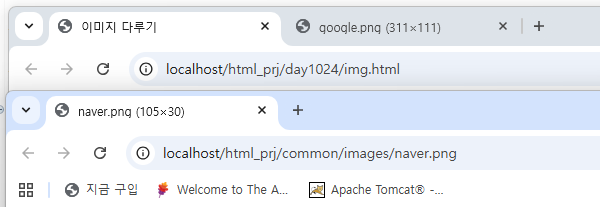 이미지 다루기 google.png (311×111)
localhost/html_prj/day1024/img.html
naver.png (105×30)
localhost/html_prj/common/images/naver.png
지금 구입 Welcome to The A... Apache Tomcat® -...